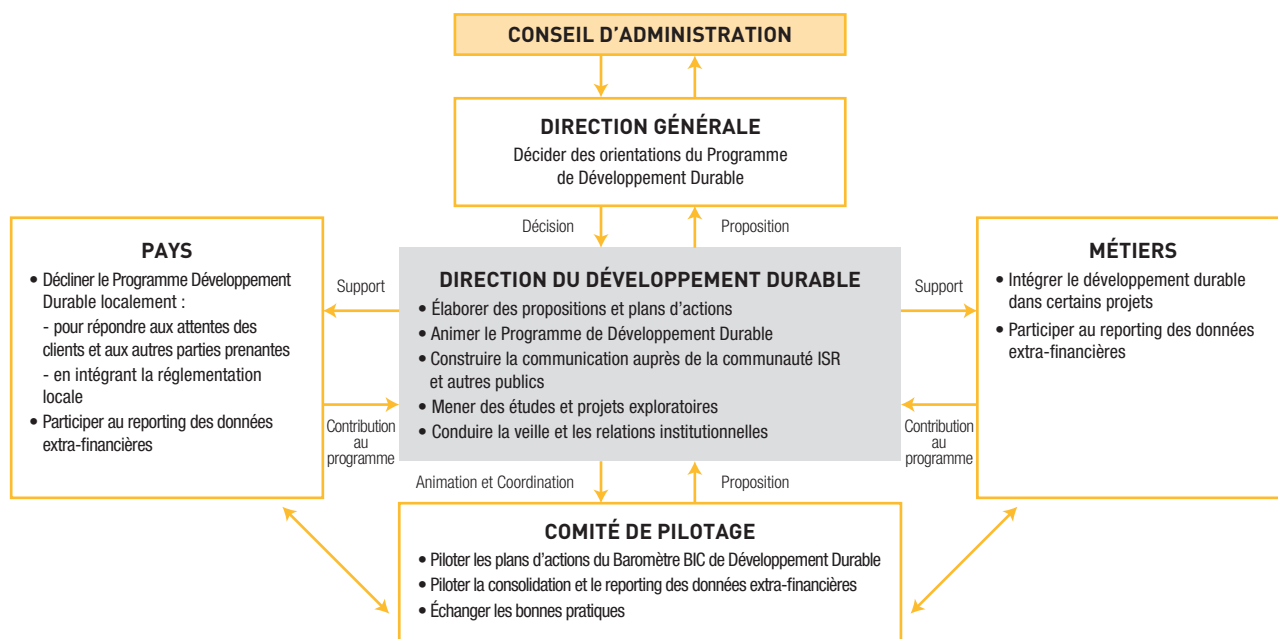 CONSEIL D'ADMINISTRATION
DIRECTION GÉNÉRALE
Décider des orientations du Programme
de Développement Durable
Décision
Proposition
PAYS
• Décliner le Programme Développement
Durable localement :
- pour répondre aux attentes des
clients et aux autres parties prenantes
- en intégrant la réglementation
locale
• Participer au reporting des données
extra-financières
Support
Contribution
au
programme
DIRECTION DU DÉVELOPPEMENT DURABLE
• Élaborer des propositions et plans d'actions
• Animer le Programme de Développement Durable
• Construire la communication auprès de la communauté ISR
et autres publics
• Mener des études et projets exploratoires
• Conduire la veille et les relations institutionnelles
Support
Contribution
au
programme
MÉTIERS
• Intégrer le développement durable
dans certains projets
• Participer au reporting des données
extra-financières
Animation et Coordination
Proposition
COMITÉ DE PILOTAGE
• Piloter les plans d'actions du Baromètre BIC de Développement Durable
• Piloter la consolidation et le reporting des données extra-financières
• Échanger les bonnes pratiques